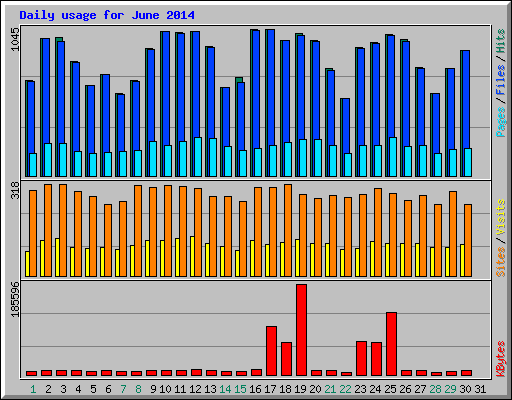 Daily usage for June 2014
1045
Pages / Files / Hits
318
Sites / Visits
185596
KBytes
1 2 3 4 5 6 7 8 9 10 11 12 13 14 15 16 17 18 19 20 21 22 23 24 25 26 27 28 29 30 31